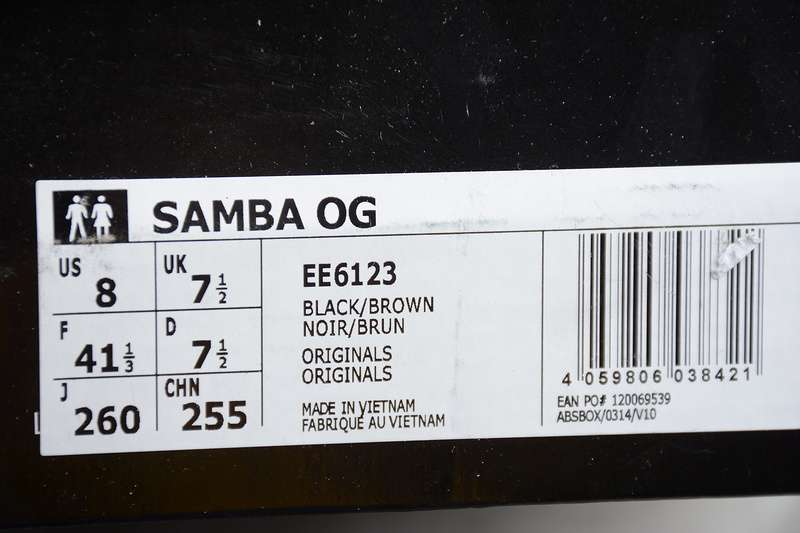 SAMBA OG
US 8
UK 7 1/2
F 41 1/3
D 7 1/2
J 260
CHN 255
EE6123
BLACK/BROWN
NOIR/BRUN
ORIGINALS
ORIGINALS
MADE IN VIETNAM
FABRIQUÉ AU VIETNAM
4 059806 038421
EAN PO# 120069539
ABSBOX/0314/V10